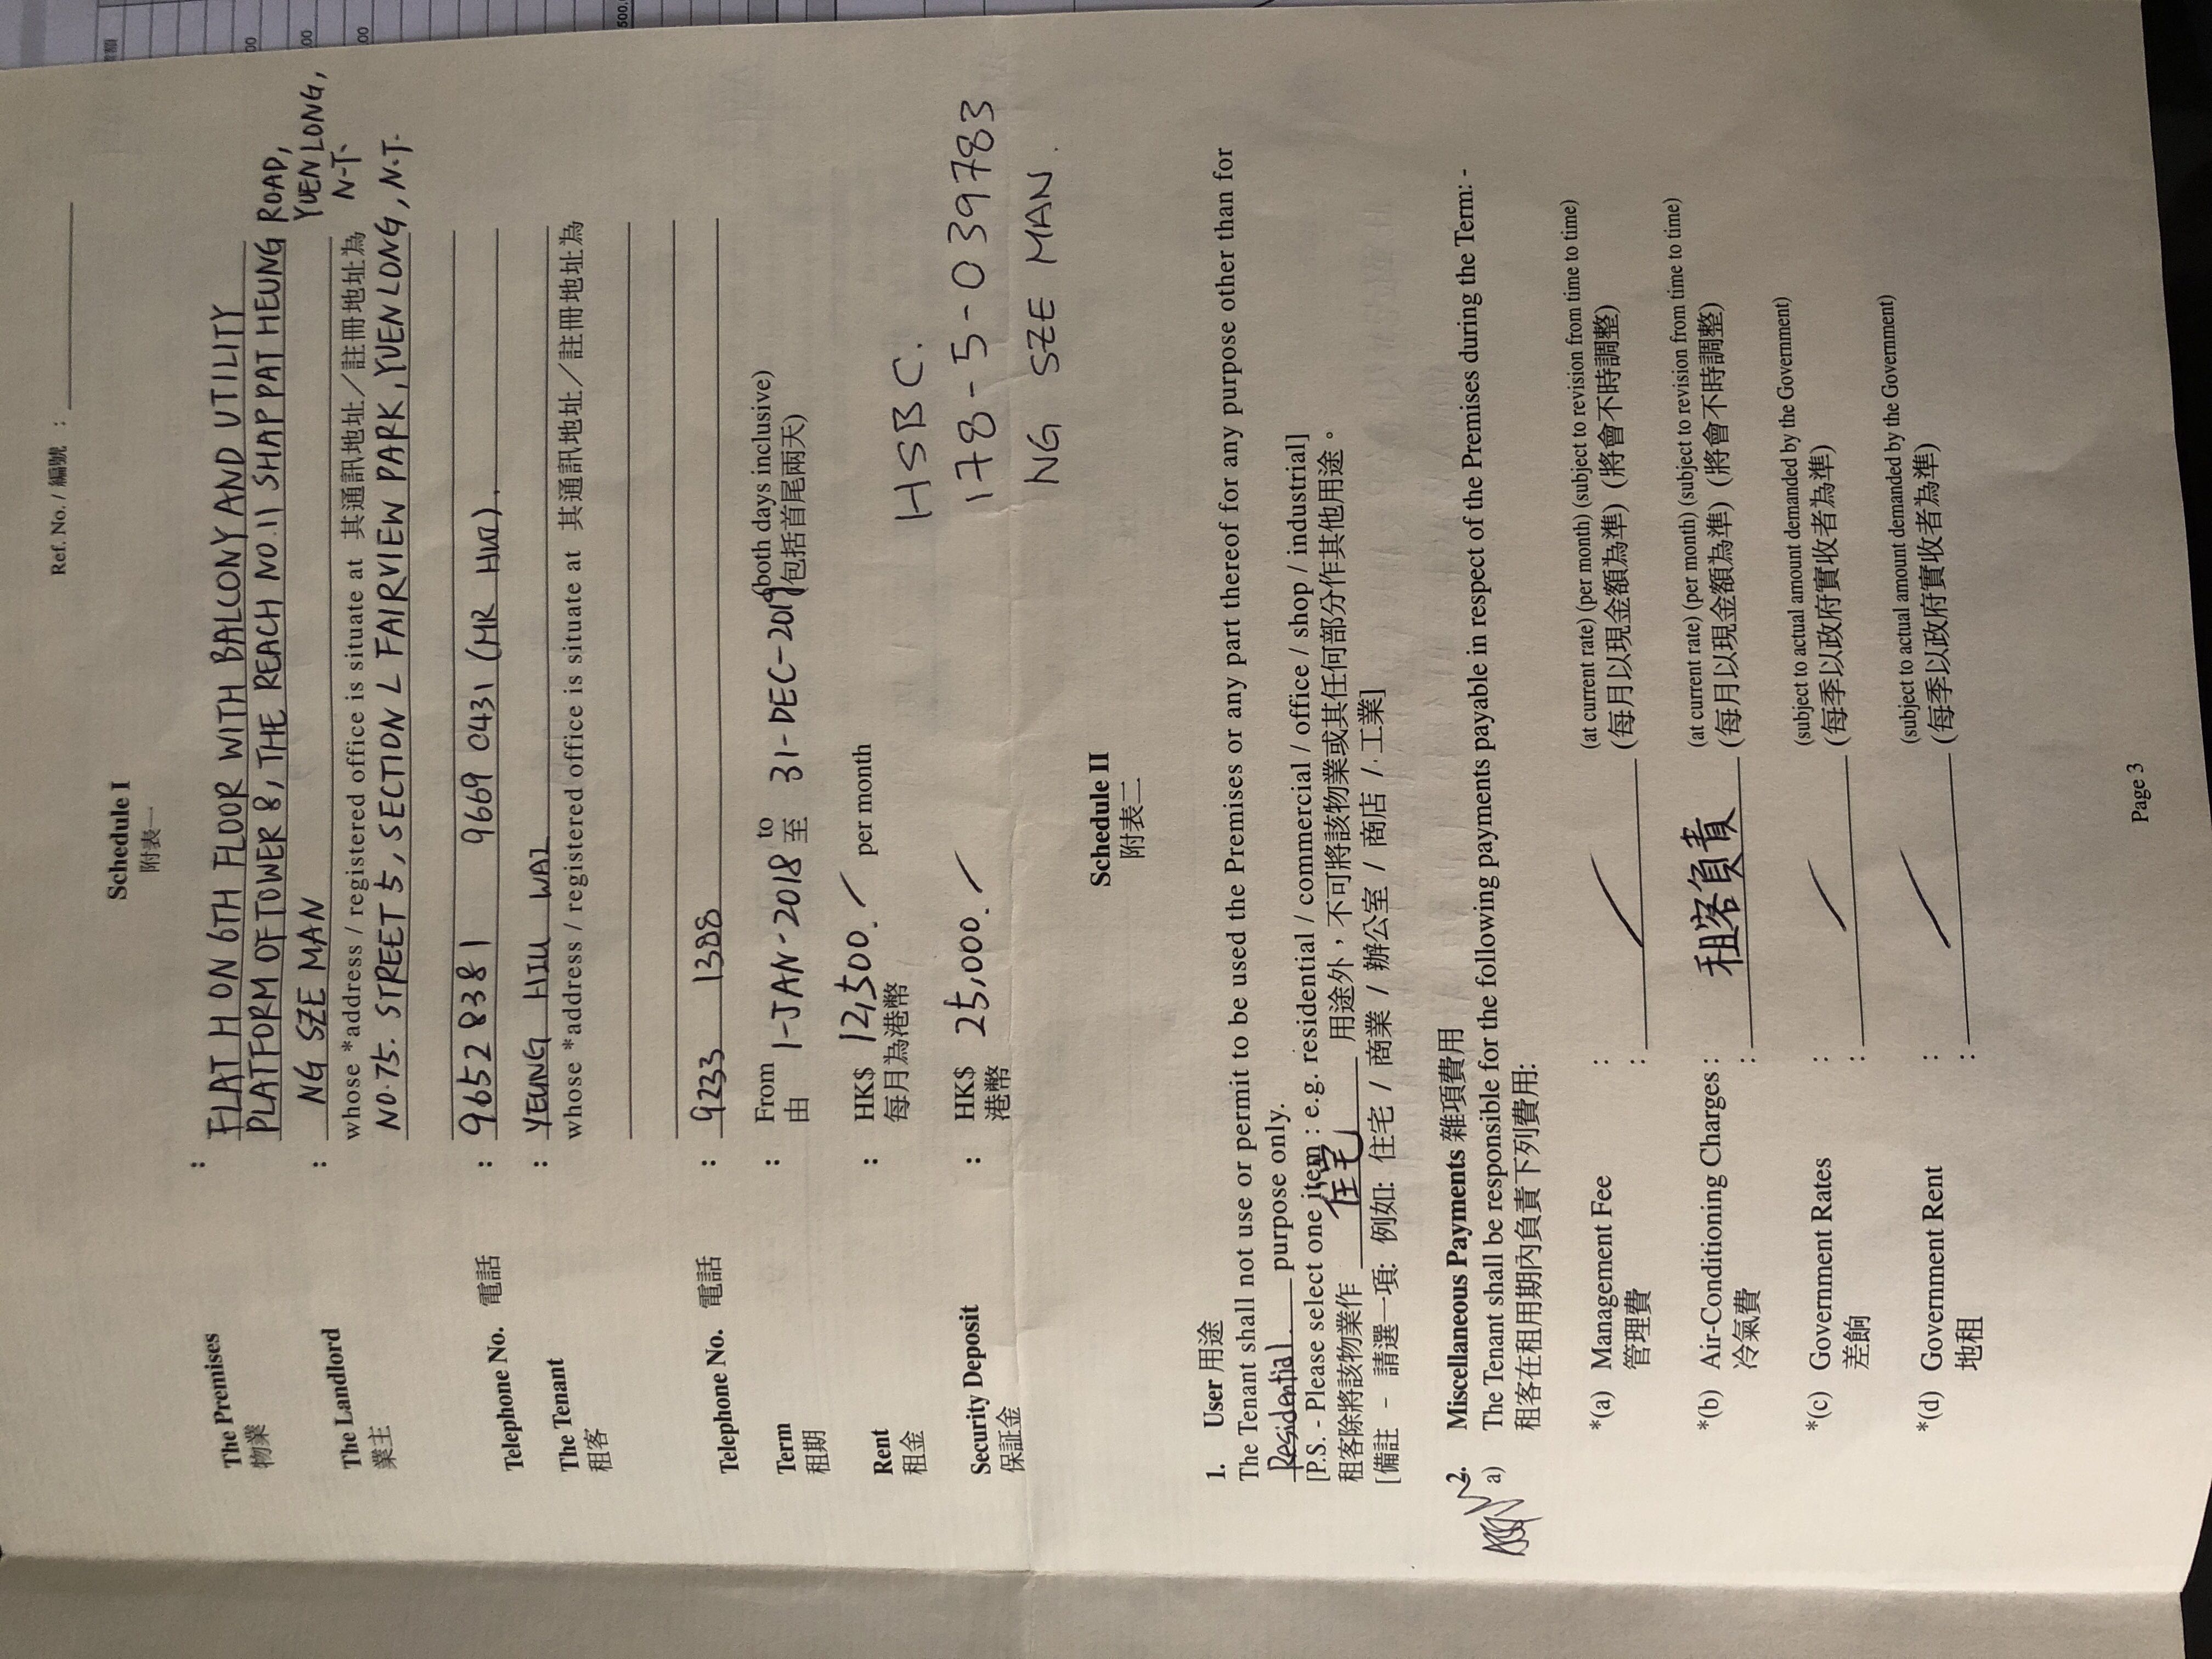 Ref. No. / 編號 :
Schedule I
附表一
The Premises : FLAT H ON 6TH FLOOR WITH BALCONY AND UTILITY
物業 PLATFORM OF TOWER 8, THE REACH NO.11 SHAP PAT HEUNG ROAD,
YUEN LONG,
N-T.
The Landlord : NG SZE MAN
業主 whose *address / registered office is situate at 其通訊地址／註冊地址為
NO.75. STREET 5, SECTION L FAIRVIEW PARK, YUEN LONG, N.T.
Telephone No. 電話 : 9652 8381 9669 0431 (MR HUI).
The Tenant : YEUNG HIU WAI
租客 whose *address / registered office is situate at 其通訊地址／註冊地址為
Telephone No. 電話 : 9233 1388
Term : From 1-JAN-2018 to 31-DEC-2019 (both days inclusive)
租期 由 至 (包括首尾兩天)
Rent : HK$ 12,500. per month
租金 每月為港幣
HSBC.
Security Deposit : HK$ 25,000.
保証金 港幣
178-5-039783
NG SZE MAN.
Schedule II
附表二
1. User 用途
The Tenant shall not use or permit to be used the Premises or any part thereof for any purpose other than for
Residential purpose only.
[P.S. - Please select one item : e.g. residential / commercial / office / shop / industrial]
租客除將該物業作 住宅 用途外，不可將該物業或其任何部分作其他用途。
[備註 - 請選一項: 例如: 住宅 / 商業 / 辦公室 / 商店 / 工業]
2. Miscellaneous Payments 雜項費用
a) The Tenant shall be responsible for the following payments payable in respect of the Premises during the Term: -
租客在租用期內負責下列費用:
*(a) Management Fee : (at current rate) (per month) (subject to revision from time to time)
管理費 : (每月以現金額為準) (將會不時調整)
*(b) Air-Conditioning Charges : 租客負責 (at current rate) (per month) (subject to revision from time to time)
冷氣費 : (每月以現金額為準) (將會不時調整)
*(c) Government Rates : (subject to actual amount demanded by the Government)
差餉 : (每季以政府實收者為準)
*(d) Government Rent : (subject to actual amount demanded by the Government)
地租 : (每季以政府實收者為準)
Page 3